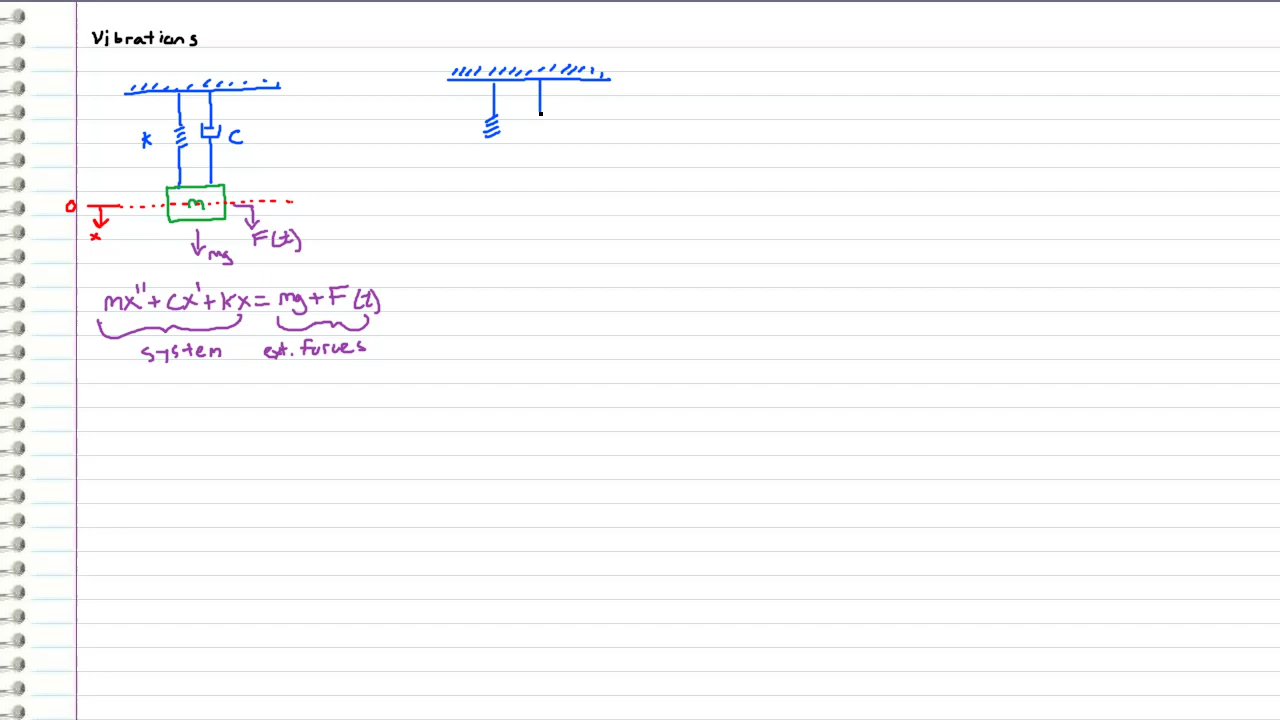 Vibrations
k c
0 m
x F(t)
mg
mx'' + cx' + kx = mg + F(t)
system ext. forces